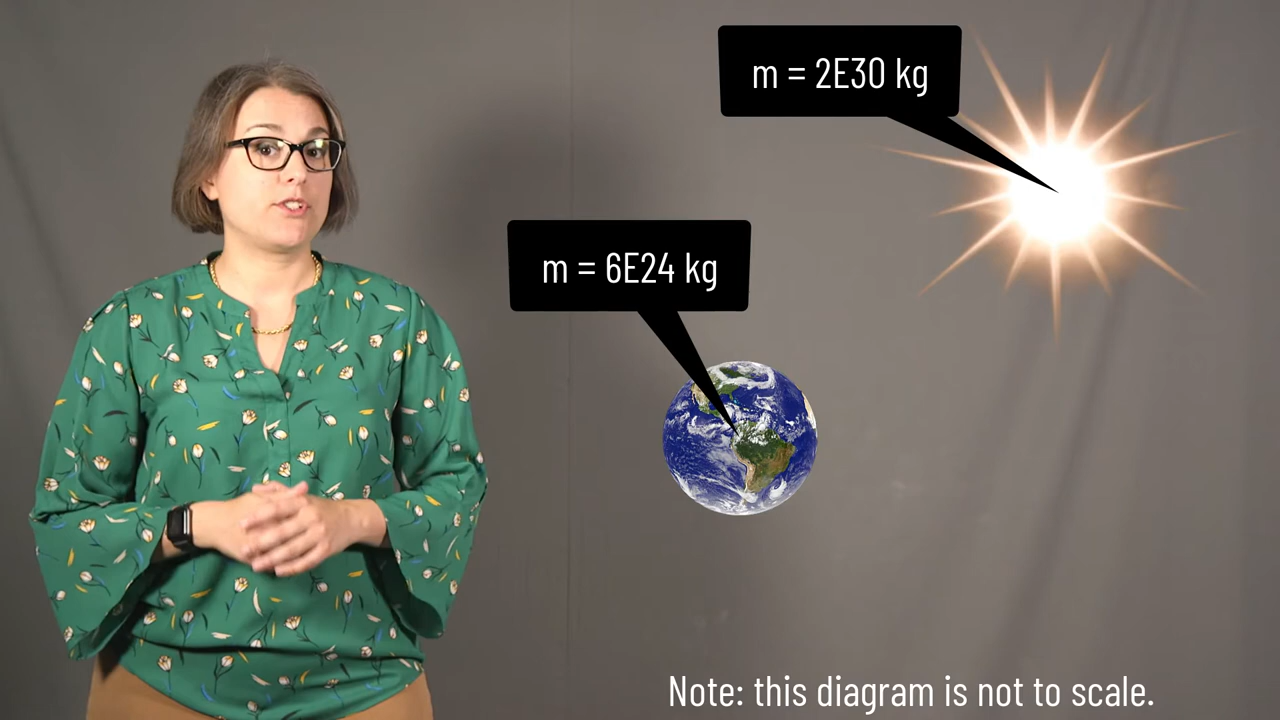 m = 2E30 kg
m = 6E24 kg
Note: this diagram is not to scale.